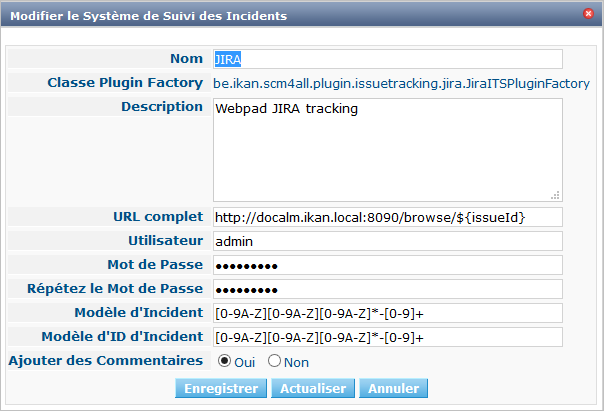 Modifier le Système de Suivi des Incidents
Nom JIRA
Classe Plugin Factory be.ikan.scm4all.plugin.issuetracking.jira.JiraITSPluginFactory
Description Webpad JIRA tracking
URL complet http://docalm.ikan.local:8090/browse/${issueId}
Utilisateur admin
Mot de Passe •••••••••
Répétez le Mot de Passe •••••••••
Modèle d'Incident [0-9A-Z][0-9A-Z][0-9A-Z]*-[0-9]+
Modèle d'ID d'Incident [0-9A-Z][0-9A-Z][0-9A-Z]*-[0-9]+
Ajouter des Commentaires Oui Non
Enregistrer Actualiser Annuler